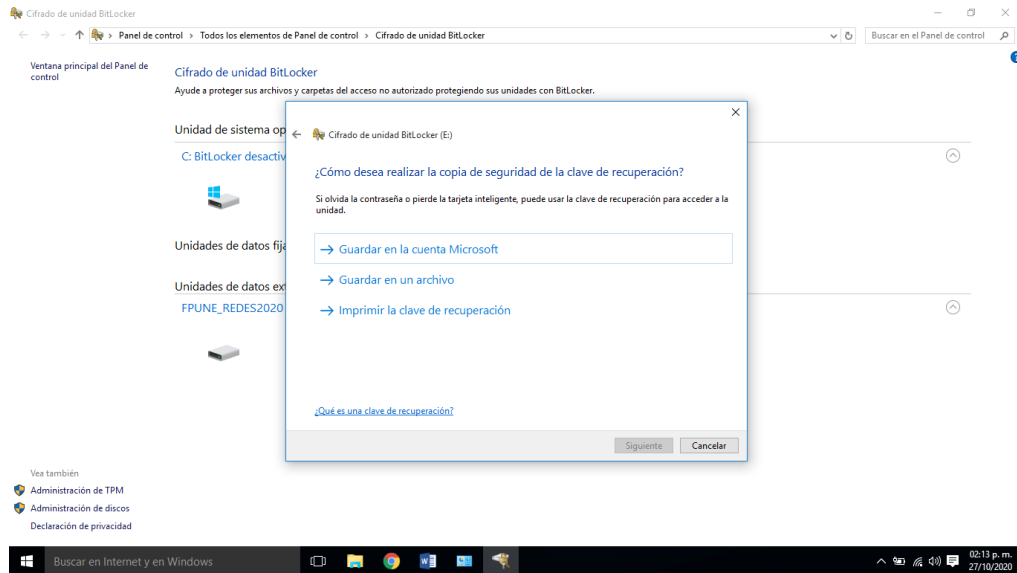 Cifrado de unidad BitLocker
Panel de control › Todos los elementos de Panel de control › Cifrado de unidad BitLocker
Buscar en el Panel de control
Ventana principal del Panel de
control
Cifrado de unidad BitLocker
Ayude a proteger sus archivos y carpetas del acceso no autorizado protegiendo sus unidades con BitLocker.
Unidad de sistema op
C: BitLocker desactiv
Unidades de datos fija
Unidades de datos ex
FPUNE_REDES2020
Cifrado de unidad BitLocker (E:)
¿Cómo desea realizar la copia de seguridad de la clave de recuperación?
Si olvida la contraseña o pierde la tarjeta inteligente, puede usar la clave de recuperación para acceder a la
unidad.
Guardar en la cuenta Microsoft
Guardar en un archivo
Imprimir la clave de recuperación
¿Qué es una clave de recuperación?
Siguiente Cancelar
Vea también
Administración de TPM
Administración de discos
Declaración de privacidad
Buscar en Internet y en Windows
02:13 p. m.
27/10/2020